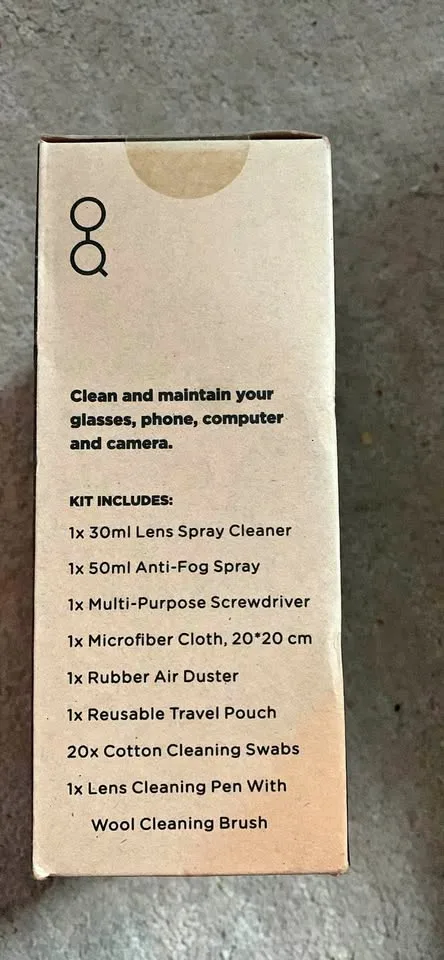 Clean and maintain your
glasses, phone, computer
and camera.
KIT INCLUDES:
1x 30ml Lens Spray Cleaner
1x 50ml Anti-Fog Spray
1x Multi-Purpose Screwdriver
1x Microfiber Cloth, 20*20 cm
1x Rubber Air Duster
1x Reusable Travel Pouch
20x Cotton Cleaning Swabs
1x Lens Cleaning Pen With
Wool Cleaning Brush